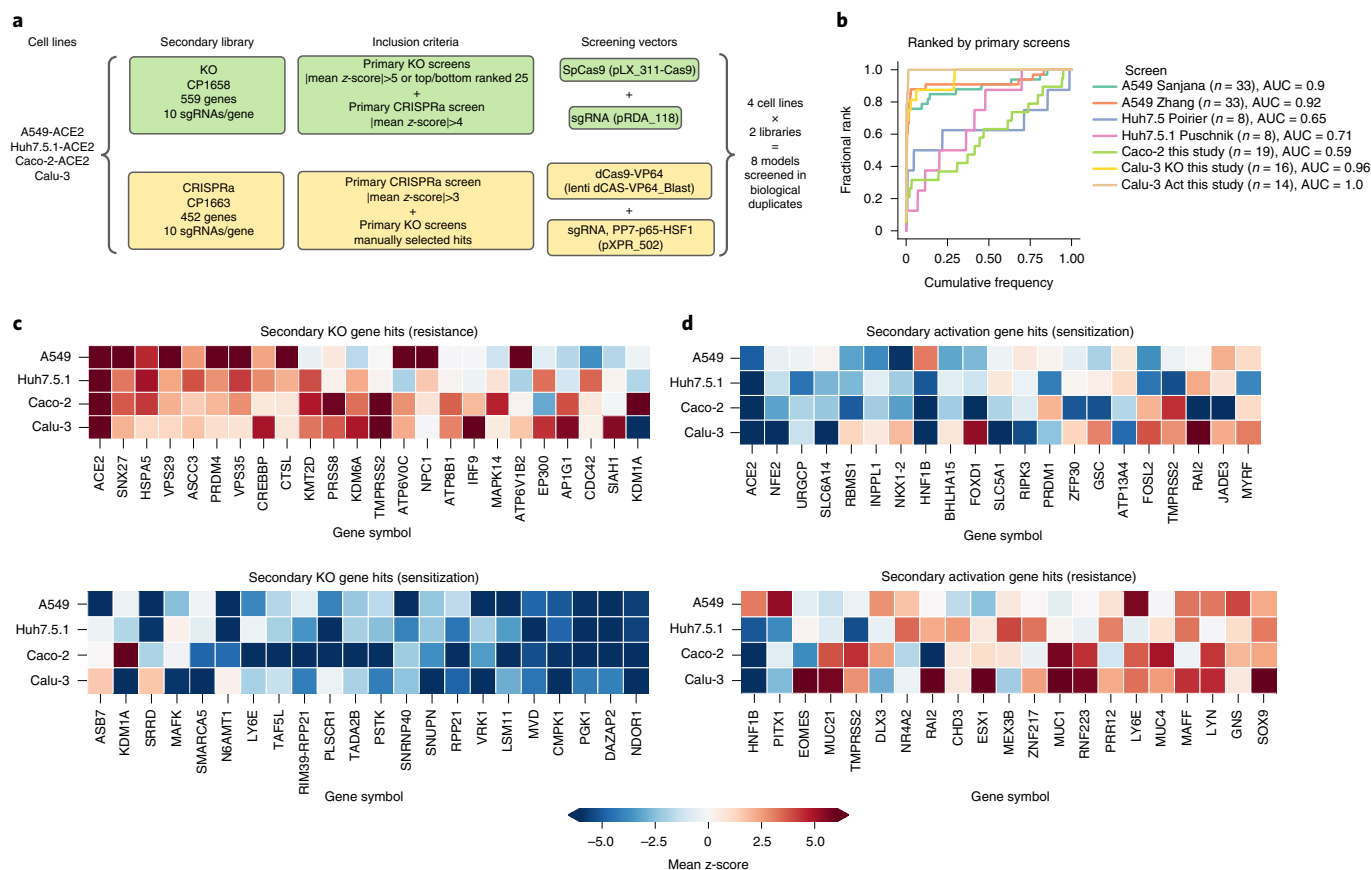 a
Cell lines
Secondary library
Inclusion criteria
Screening vectors
A549-ACE2
Huh7.5.1-ACE2
Caco-2-ACE2
Calu-3
KO
CP1658
559 genes
10 sgRNAs/gene
CRISPRa
CP1663
452 genes
10 sgRNAs/gene
Primary KO screens
|mean z-score|>5 or top/bottom ranked 25
+
Primary CRISPRa screen
|mean z-score|>4
Primary CRISPRa screen
|mean z-score|>3
+
Primary KO screens
manually selected hits
SpCas9 (pLX_311-Cas9)
+
sgRNA (pRDA_118)
dCas9-VP64
(lenti dCAS-VP64_Blast)
+
sgRNA, PP7-p65-HSF1
(pXPR_502)
4 cell lines
×
2 libraries
=
8 models
screened in
biological
duplicates
b
Ranked by primary screens
Fractional rank
1.0
0.8
0.6
0.4
0.2
0
0
0.25
0.50
0.75
1.00
Cumulative frequency
Screen
A549 Sanjana (n = 33), AUC = 0.9
A549 Zhang (n = 33), AUC = 0.92
Huh7.5 Poirier (n = 8), AUC = 0.65
Huh7.5.1 Puschnik (n = 8), AUC = 0.71
Caco-2 this study (n = 19), AUC = 0.59
Calu-3 KO this study (n = 16), AUC = 0.96
Calu-3 Act this study (n = 14), AUC = 1.0
c
Secondary KO gene hits (resistance)
A549
Huh7.5.1
Caco-2
Calu-3
ACE2
SNX27
HSPA5
VPS29
ASCC3
PRDM4
VPS35
CREBBP
CTSL
KMT2D
PRSS8
KDM6A
TMPRSS2
ATP6V0C
NPC1
ATP8B1
IRF9
MAPK14
ATP6V1B2
EP300
AP1G1
CDC42
SIAH1
KDM1A
Gene symbol
Secondary KO gene hits (sensitization)
A549
Huh7.5.1
Caco-2
Calu-3
ASB7
KDM1A
SRRD
MAFK
SMARCA5
N6AMT1
LY6E
TAF5L
RIM39-RPP21
PLSCR1
TADA2B
PSTK
SNRNP40
SNUPN
RPP21
VRK1
LSM11
MVD
CMPK1
PGK1
DAZAP2
NDOR1
Gene symbol
d
Secondary activation gene hits (sensitization)
A549
Huh7.5.1
Caco-2
Calu-3
ACE2
NFE2
URGCP
SLC6A14
RBMS1
INPPL1
NKX1-2
HNF1B
BHLHA15
FOXD1
SLC5A1
RIPK3
PRDM1
ZFP30
GSC
ATP13A4
FOSL2
TMPRSS2
RAI2
JADE3
MYRF
Gene symbol
Secondary activation gene hits (resistance)
A549
Huh7.5.1
Caco-2
Calu-3
HNF1B
PITX1
EOMES
MUC21
TMPRSS2
DLX3
NR4A2
RAI2
CHD3
ESX1
MEX3B
ZNF217
MUC1
RNF223
PRR12
LY6E
MUC4
MAFF
LYN
GNS
SOX9
Gene symbol
−5.0
−2.5
0
2.5
5.0
Mean z-score